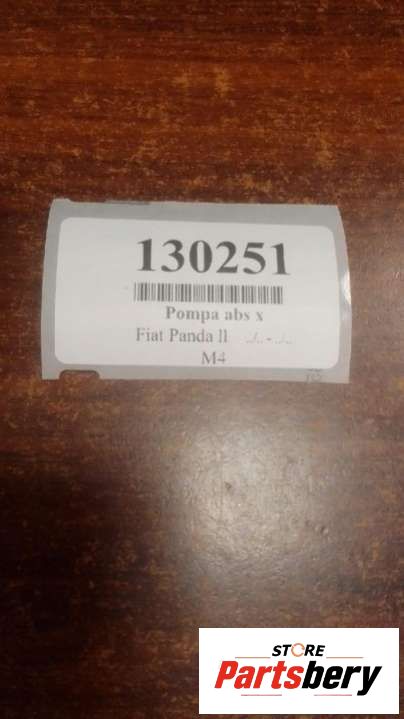 130251
Pompa abs x
Fiat Panda ll ../.. - ../..
M4
STORE
Partsbery